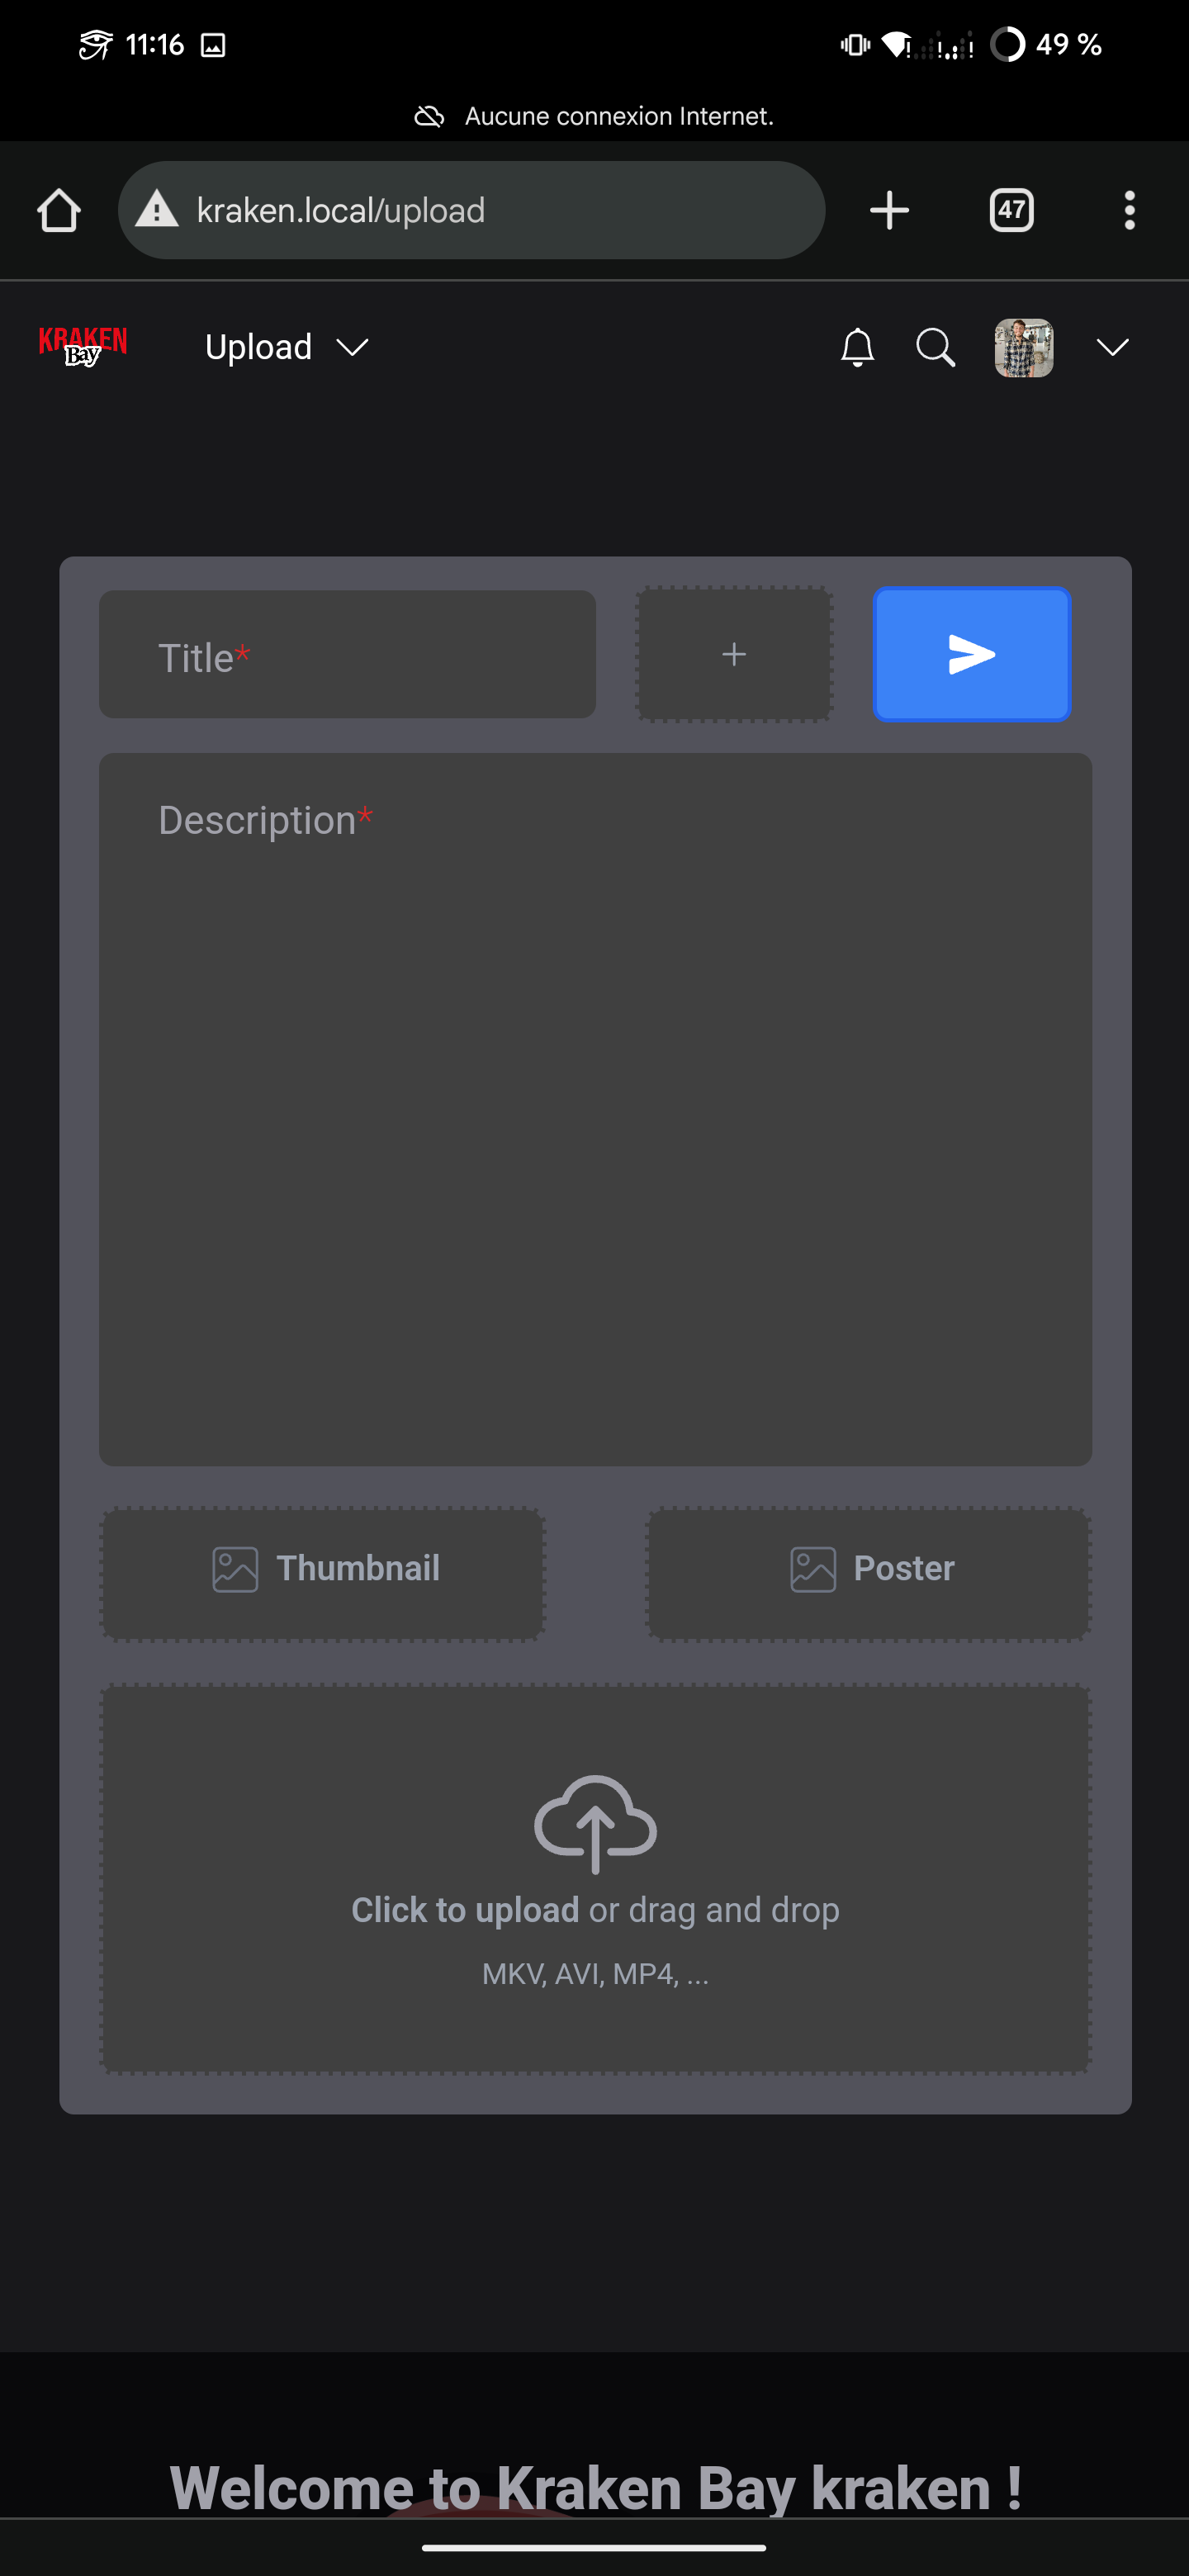 11:16
49 %
Aucune connexion Internet.
kraken.local/upload
47
KRAKEN
Bay
Upload
Title*
+
Description*
Thumbnail
Poster
Click to upload or drag and drop
MKV, AVI, MP4, ...
Welcome to Kraken Bay kraken !